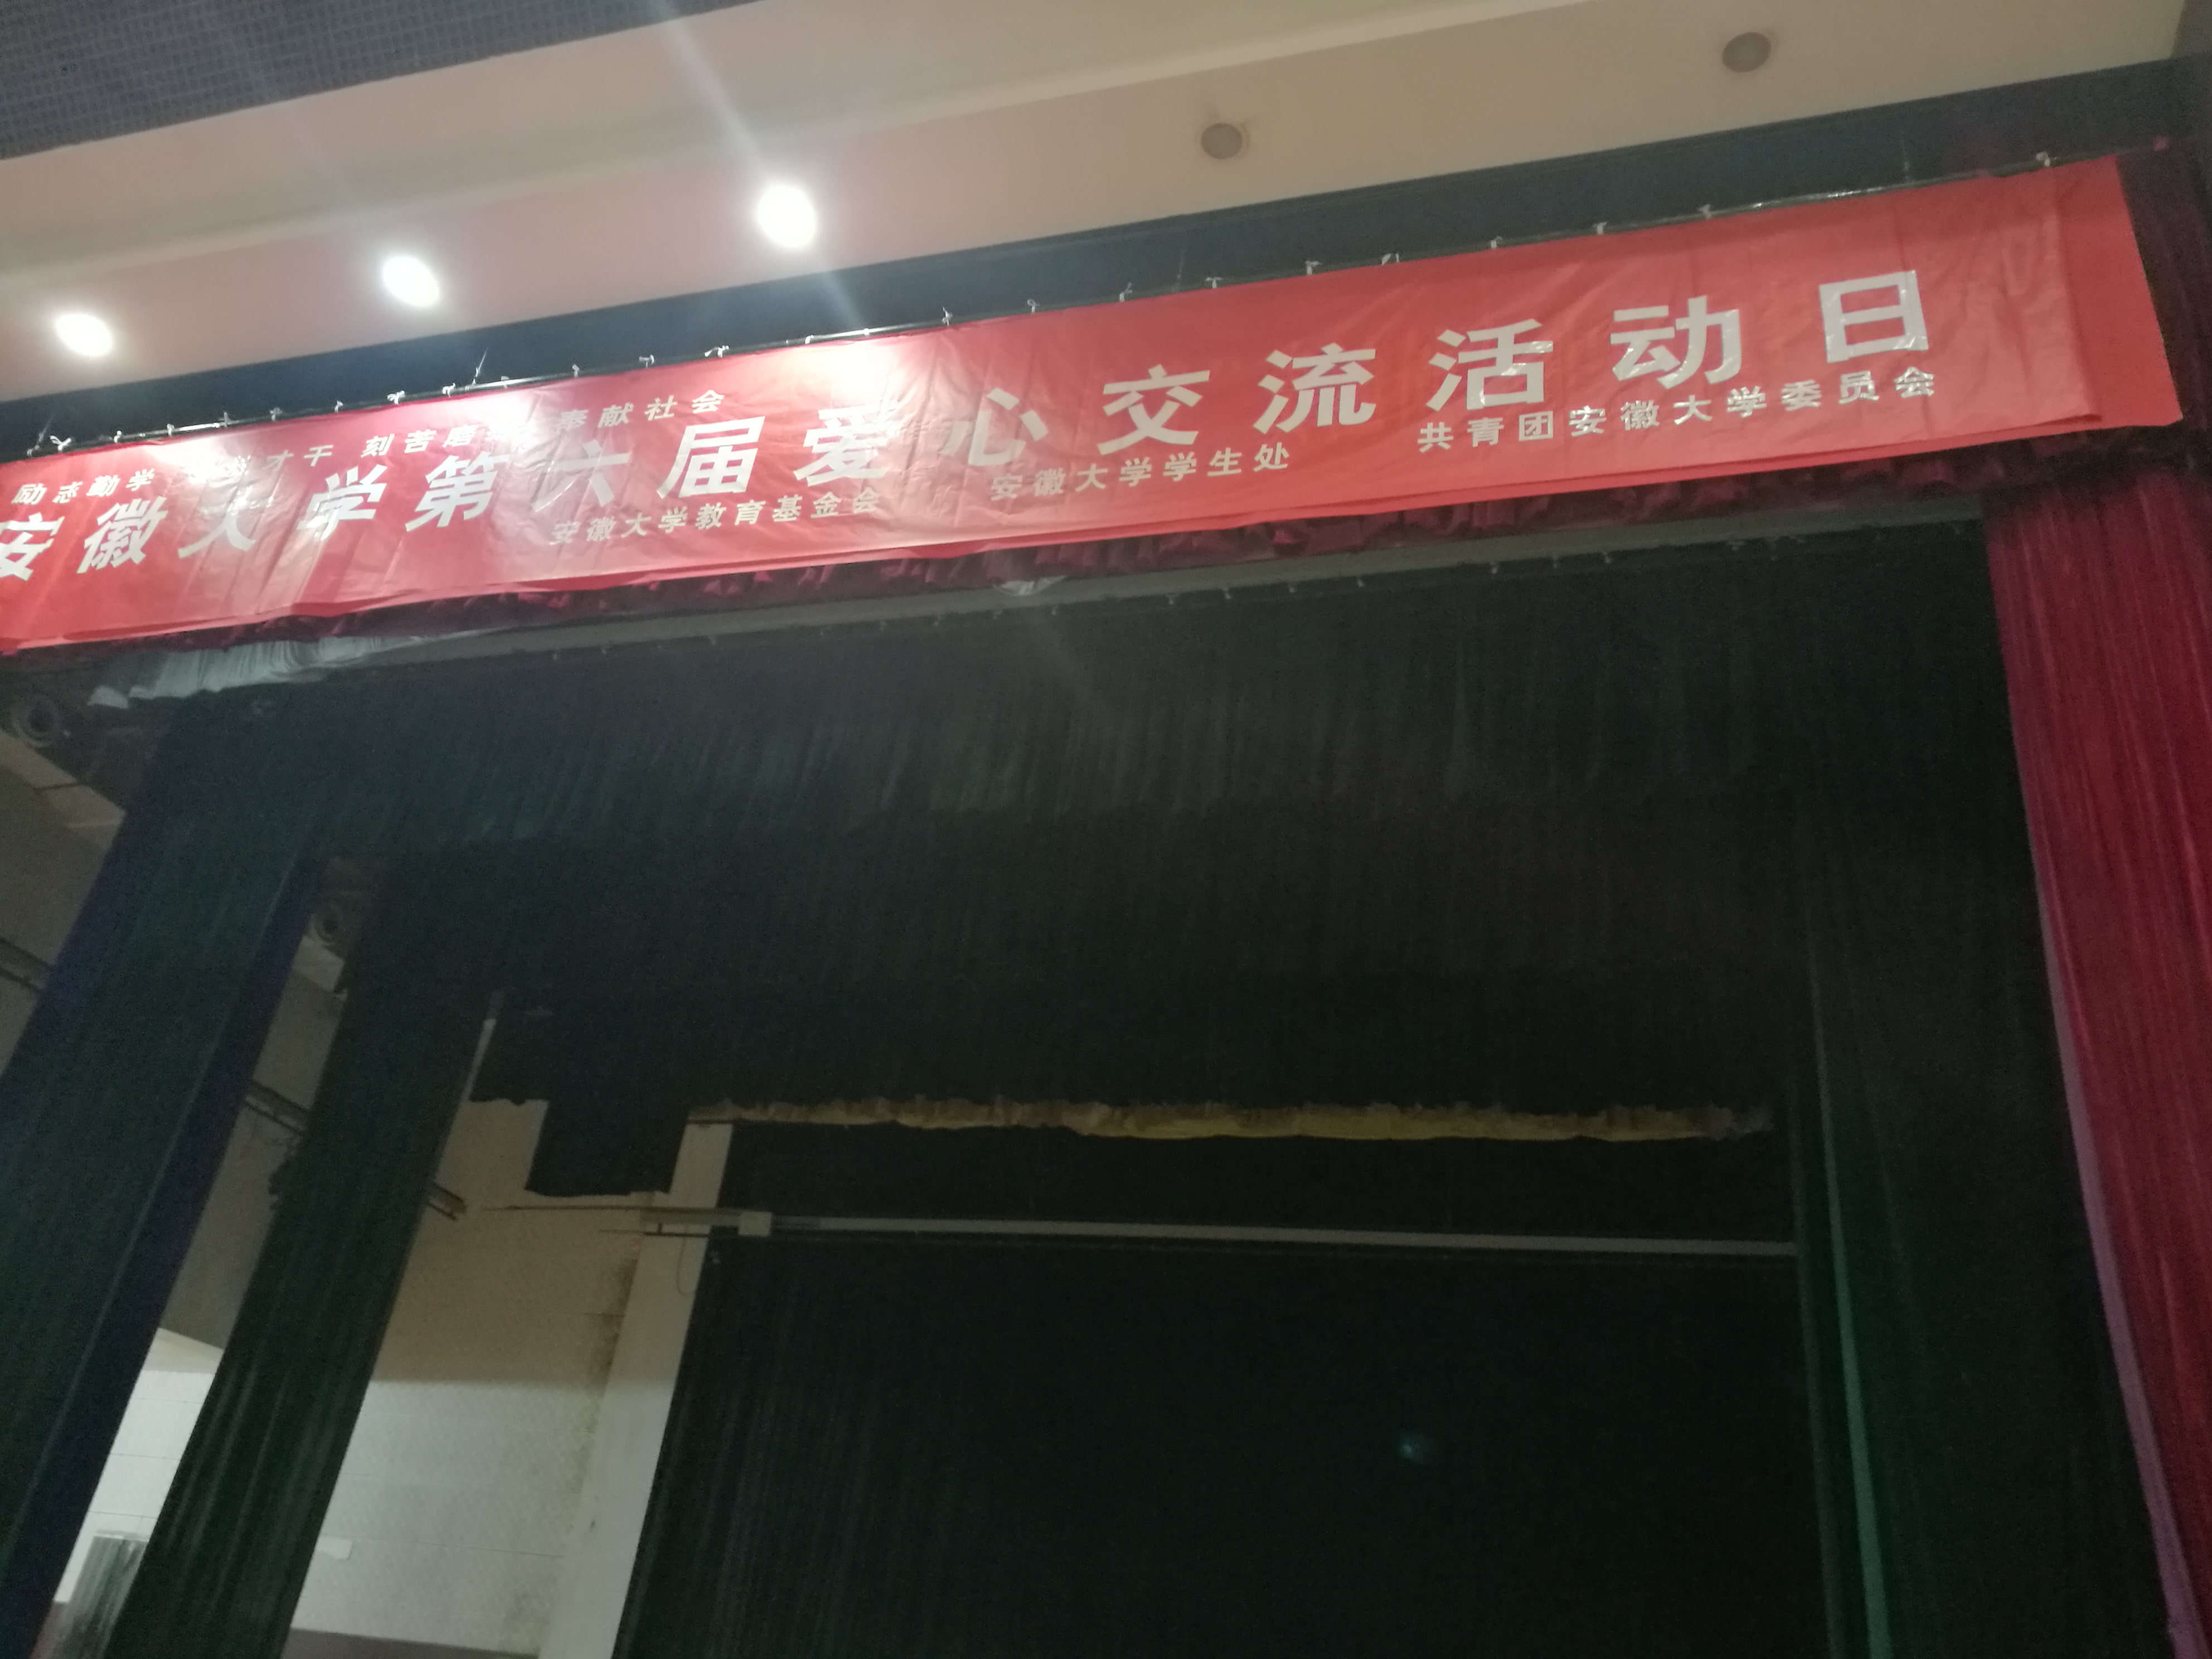 励志勤学 才干 刻苦磨 奉献社会
安徽大学第六届爱心交流活动日
安徽大学教育基金会 安徽大学学生处 共青团安徽大学委员会